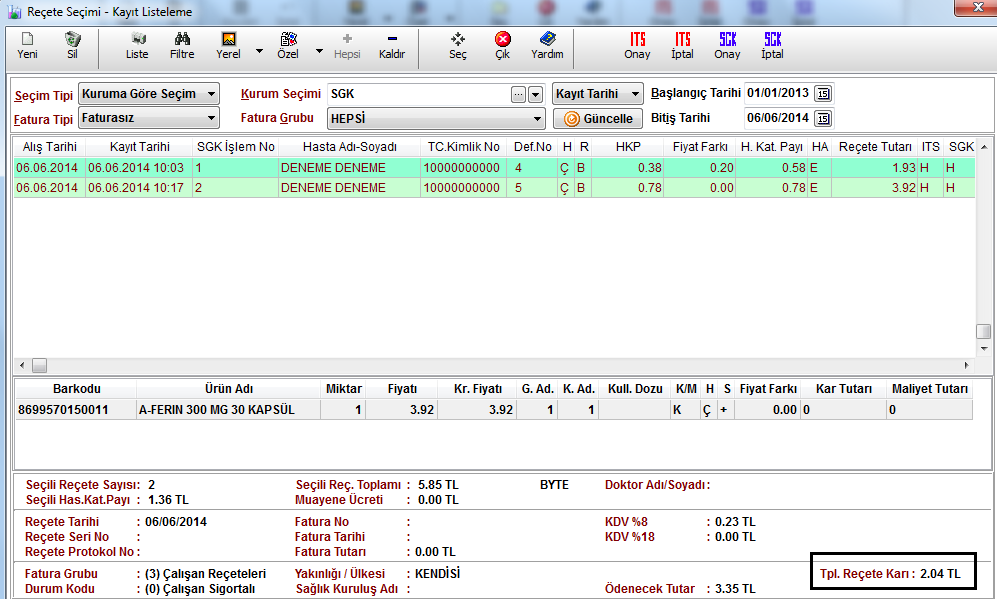 Reçete Seçimi - Kayıt Listeleme
Yeni Sil Liste Filtre Yerel Özel Hepsi Kaldır Seç Çık Yardım ITS Onay ITS İptal SGK Onay SGK İptal
Seçim Tipi Kuruma Göre Seçim Kurum Seçimi SGK ... Kayıt Tarihi Başlangıç Tarihi 01/01/2013 15
Fatura Tipi Faturasız Fatura Grubu HEPSİ Güncelle Bitiş Tarihi 06/06/2014 15
Alış Tarihi Kayıt Tarihi SGK İşlem No Hasta Adı-Soyadı TC.Kimlik No Def.No H R HKP Fiyat Farkı H. Kat. Payı HA Reçete Tutarı ITS SGK
06.06.2014 06.06.2014 10:03 1 DENEME DENEME 10000000000 4 Ç B 0.38 0.20 0.58 E 1.93 H H
06.06.2014 06.06.2014 10:17 2 DENEME DENEME 10000000000 5 Ç B 0.78 0.00 0.78 E 3.92 H H
Barkodu Ürün Adı Miktar Fiyatı Kr. Fiyatı G. Ad. K. Ad. Kull. Dozu K/M H S Fiyat Farkı Kar Tutarı Maliyet Tutarı
8699570150011 A-FERIN 300 MG 30 KAPSÜL 1 3.92 3.92 1 1 K Ç + 0.00 0 0
Seçili Reçete Sayısı: 2 Seçili Reç. Toplamı : 5.85 TL BYTE Doktor Adı/Soyadı:
Seçili Has.Kat.Payı : 1.36 TL Muayene Ücreti : 0.00 TL
Reçete Tarihi : 06/06/2014 Fatura No : KDV %8 : 0.23 TL
Reçete Seri No : Fatura Tarihi : KDV %18 : 0.00 TL
Reçete Protokol No : Fatura Tutarı : 0.00 TL
Fatura Grubu : (3) Çalışan Reçeteleri Yakınlığı / Ülkesi : KENDİSİ Tpl. Reçete Karı : 2.04 TL
Durum Kodu : (0) Çalışan Sigortalı Sağlık Kuruluş Adı : Ödenecek Tutar : 3.35 TL